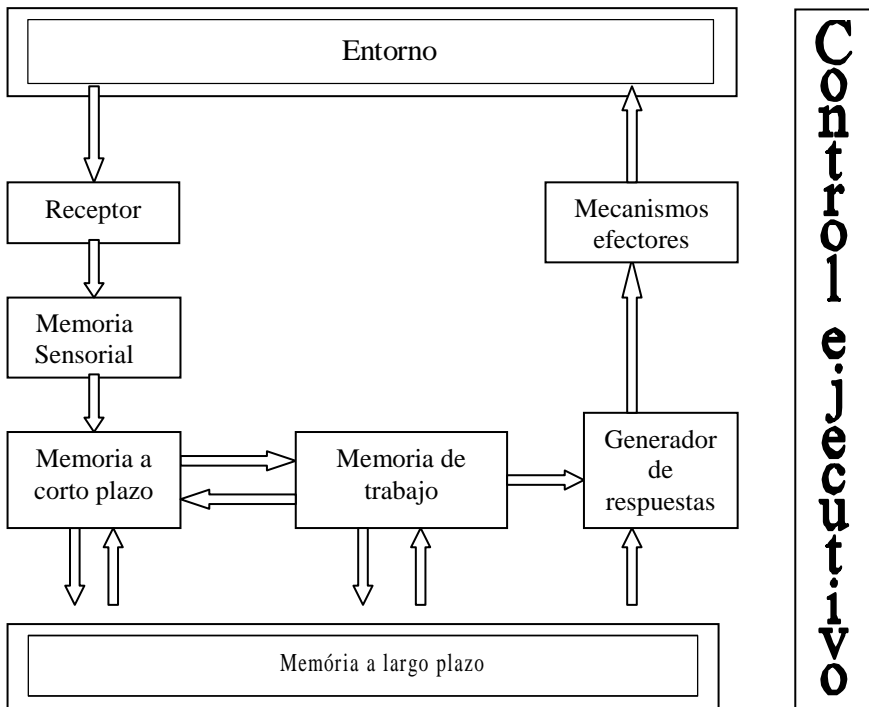 Entorno
Receptor
Mecanismos
efectores
Memoria
Sensorial
Memoria a
corto plazo
Memoria de
trabajo
Generador
de
respuestas
Memória a largo plazo
Control ejecutivo